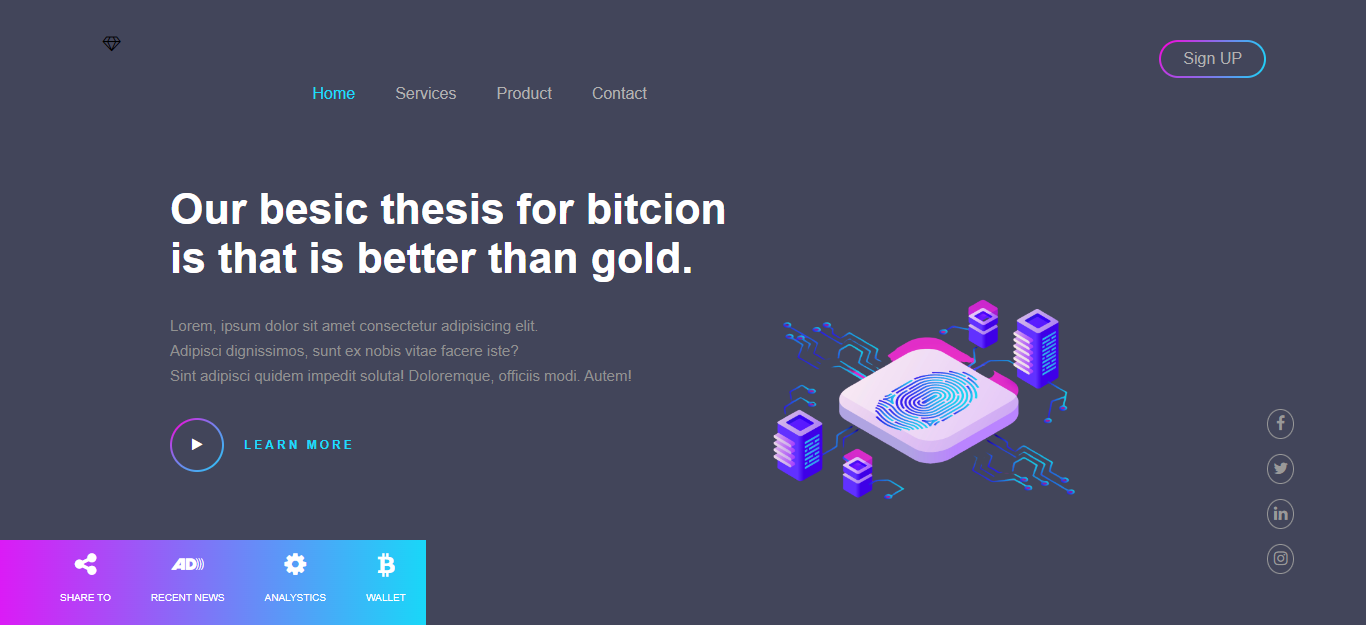 Sign UP
Home Services Product Contact
Our besic thesis for bitcion
is that is better than gold.
Lorem, ipsum dolor sit amet consectetur adipisicing elit.
Adipisci dignissimos, sunt ex nobis vitae facere iste?
Sint adipisci quidem impedit soluta! Doloremque, officiis modi. Autem!
LEARN MORE
AD
SHARE TO RECENT NEWS ANALYSTICS WALLET